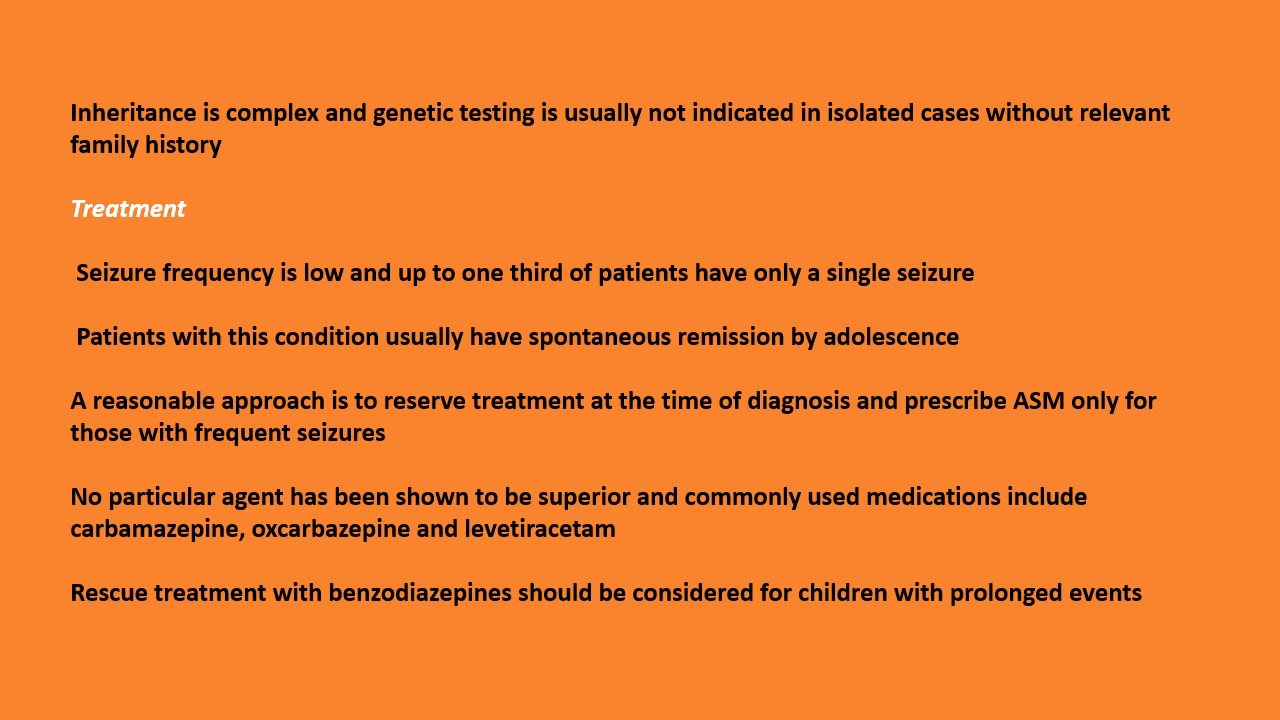 Inheritance is complex and genetic testing is usually not indicated in isolated cases without relevant
family history
Treatment
Seizure frequency is low and up to one third of patients have only a single seizure
Patients with this condition usually have spontaneous remission by adolescence
A reasonable approach is to reserve treatment at the time of diagnosis and prescribe ASM only for
those with frequent seizures
No particular agent has been shown to be superior and commonly used medications include
carbamazepine, oxcarbazepine and levetiracetam
Rescue treatment with benzodiazepines should be considered for children with prolonged events